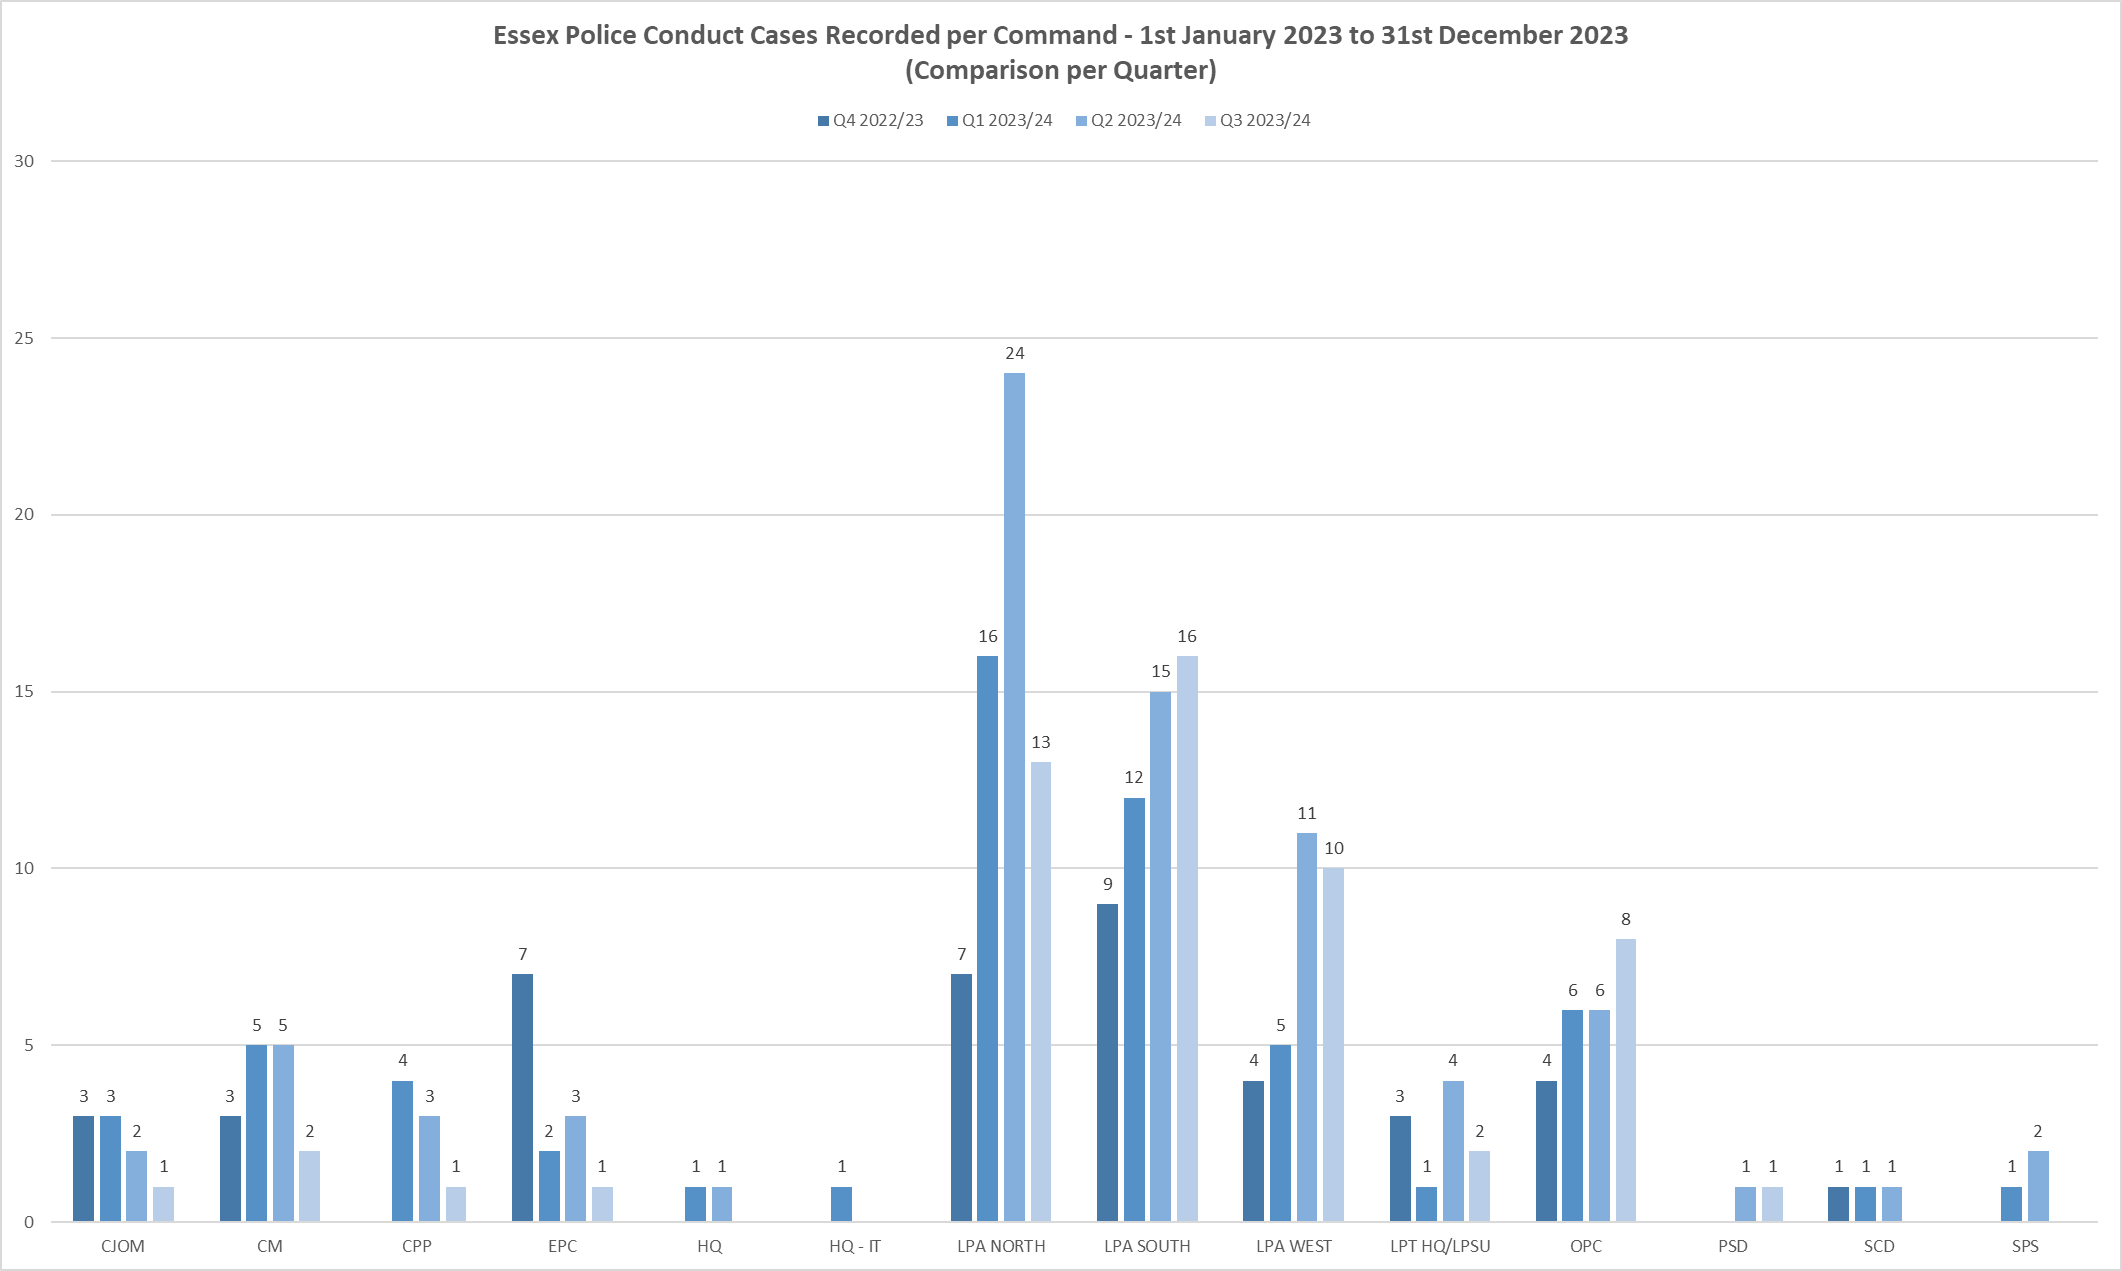 Essex Police Conduct Cases Recorded per Command - 1st January 2023 to 31st December 2023
(Comparison per Quarter)
Q4 2022/23 Q1 2023/24 Q2 2023/24 Q3 2023/24
30
25
20
15
10
5
0
3 3 2 1
3 5 5 2
4 3 1
7 2 3 1
1 1
1
7 16 24 13
9 12 15 16
4 5 11 10
3 1 4 2
4 6 6 8
1 1
1 1 1
1 2
CJOM CM CPP EPC HQ HQ - IT LPA NORTH LPA SOUTH LPA WEST LPT HQ/LPSU OPC PSD SCD SPS